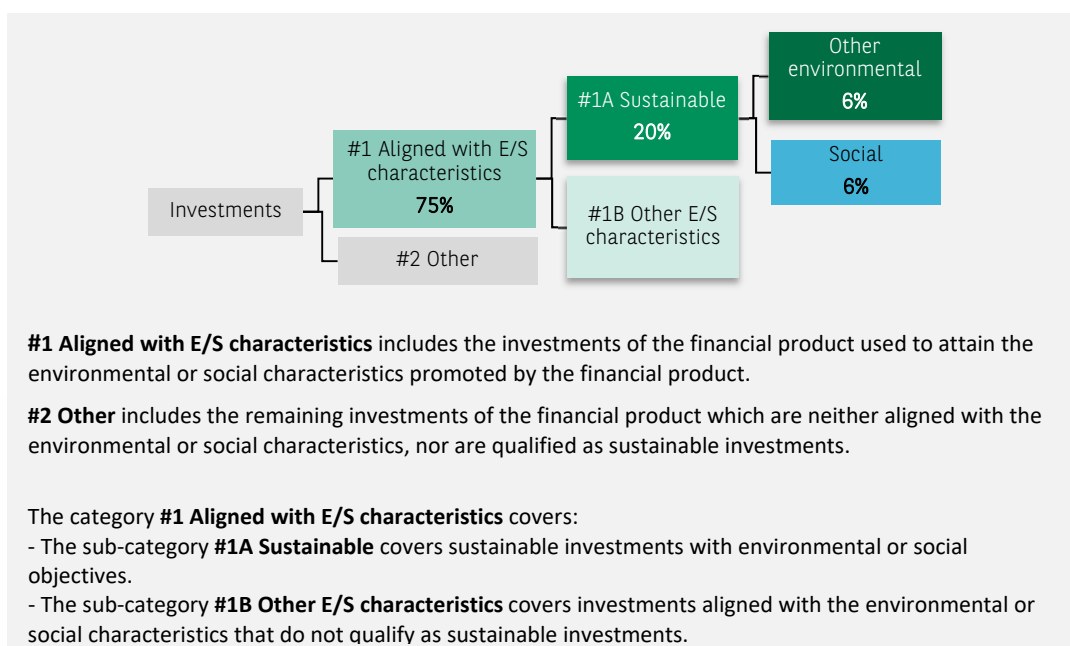 Other
environmental
6%
#1A Sustainable
20%
#1 Aligned with E/S
characteristics
75%
Social
6%
Investments
#1B Other E/S
characteristics
#2 Other
#1 Aligned with E/S characteristics includes the investments of the financial product used to attain the
environmental or social characteristics promoted by the financial product.
#2 Other includes the remaining investments of the financial product which are neither aligned with the
environmental or social characteristics, nor are qualified as sustainable investments.
The category #1 Aligned with E/S characteristics covers:
- The sub-category #1A Sustainable covers sustainable investments with environmental or social
objectives.
- The sub-category #1B Other E/S characteristics covers investments aligned with the environmental or
social characteristics that do not qualify as sustainable investments.